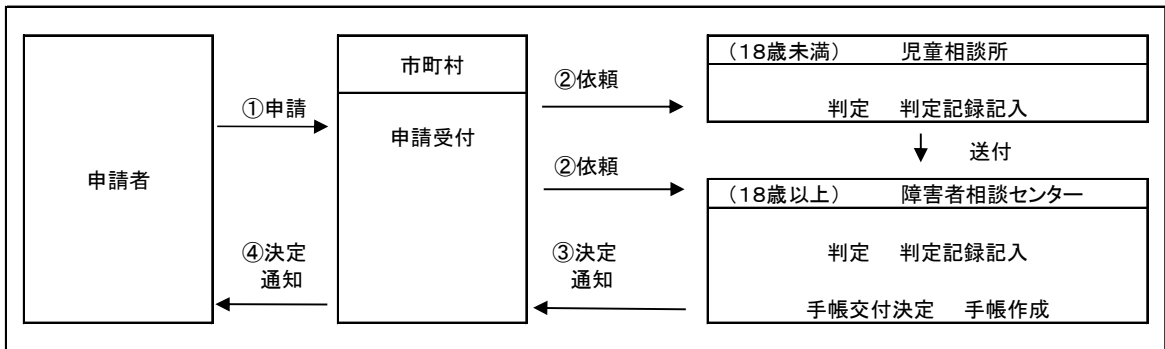 申請者
①申請
④決定
通知
市町村
申請受付
②依頼
②依頼
③決定
通知
（18歳未満）　児童相談所
判定　判定記録記入
送付
（18歳以上）　障害者相談センター
判定　判定記録記入
手帳交付決定　手帳作成